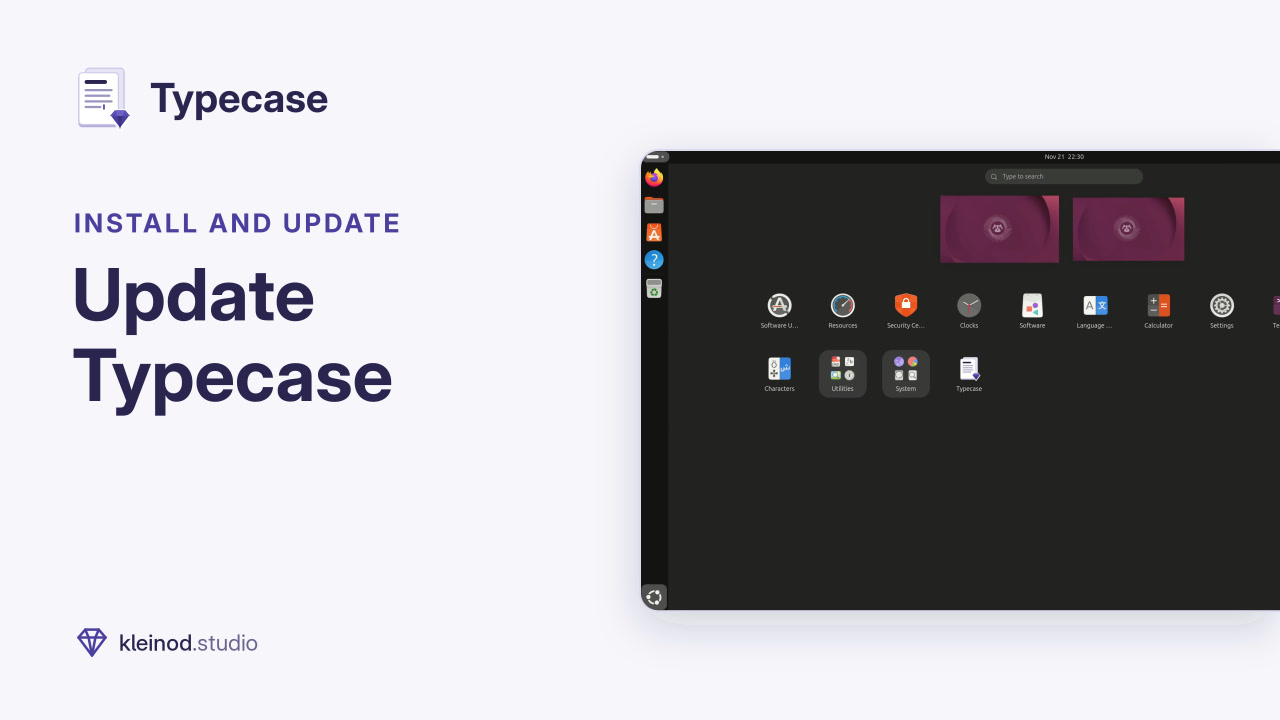 Typecase
INSTALL AND UPDATE
Update
Typecase
kleinod.studio
Nov 21 22:30
Type to search
Software U...
Resources
Security Ce...
Clocks
Software
Language ...
Calculator
Settings
Te
Characters
Utilities
System
Typecase